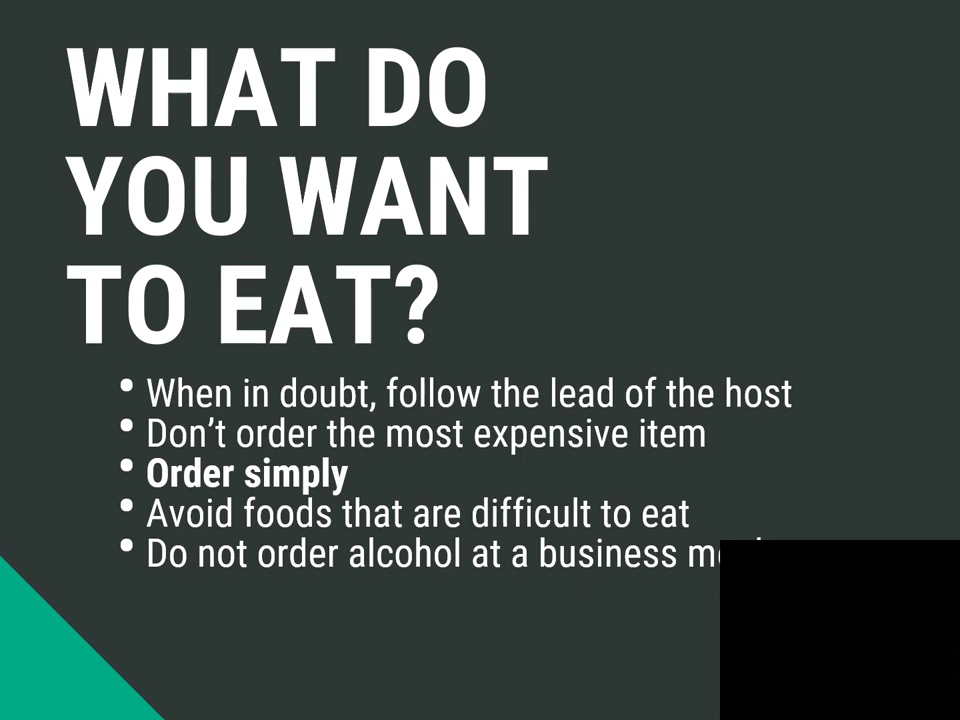 WHAT DO
YOU WANT
TO EAT?
• When in doubt, follow the lead of the host
• Don’t order the most expensive item
• Order simply
• Avoid foods that are difficult to eat
• Do not order alcohol at a business